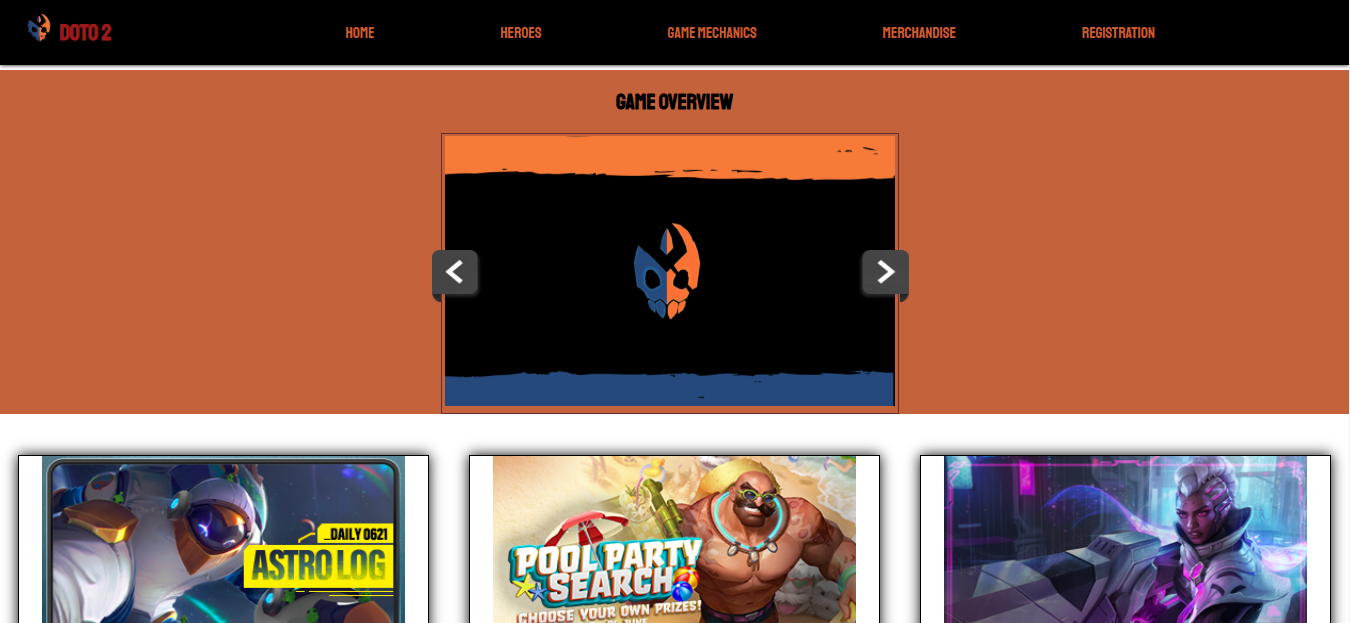 DOTO 2
HOME
HEROES
GAME MECHANICS
MERCHANDISE
REGISTRATION
GAME OVERVIEW
_DAILY 0621
ASTRO LOG
POOL PARTY
SEARCH
CHOOSE YOUR OWN PRIZES!